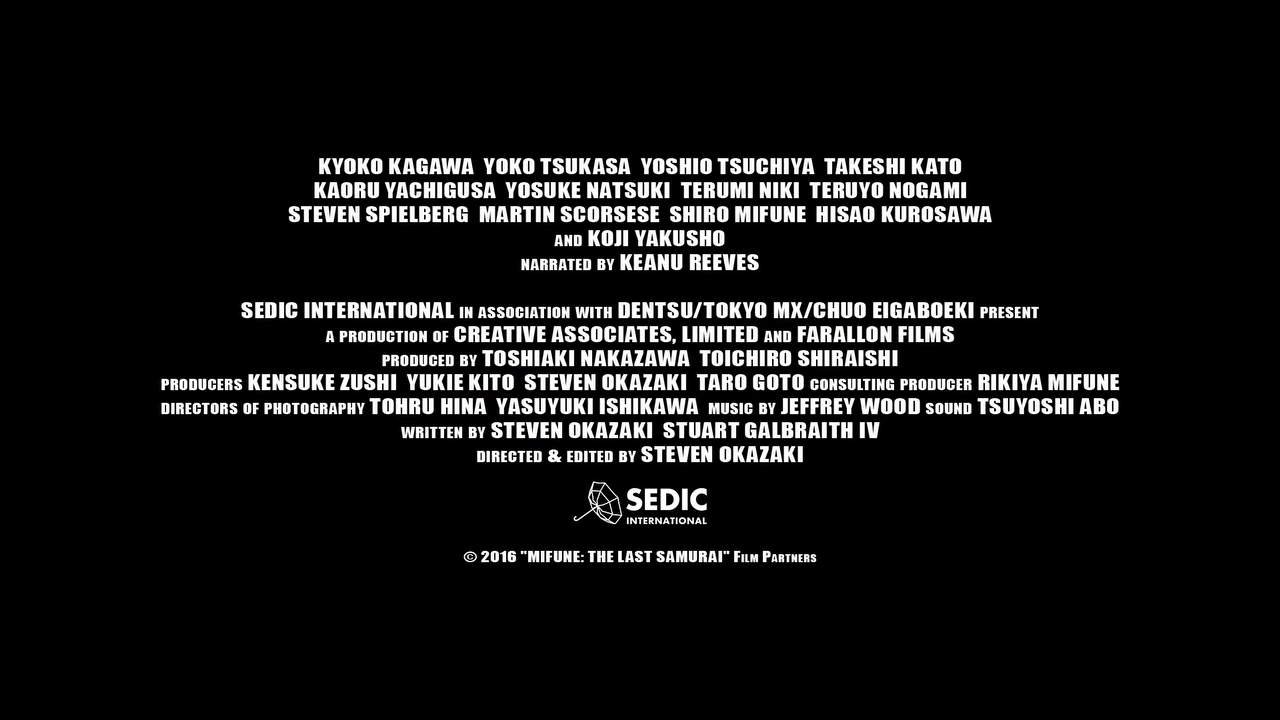 KYOKO KAGAWA YOKO TSUKASA YOSHIO TSUCHIYA TAKESHI KATO
KAORU YACHIGUSA YOSUKE NATSUKI TERUMI NIKI TERUYO NOGAMI
STEVEN SPIELBERG MARTIN SCORSESE SHIRO MIFUNE HISAO KUROSAWA
AND KOJI YAKUSHO
NARRATED BY KEANU REEVES
SEDIC INTERNATIONAL IN ASSOCIATION WITH DENTSU/TOKYO MX/CHUO EIGABOEKI PRESENT
A PRODUCTION OF CREATIVE ASSOCIATES, LIMITED AND FARALLON FILMS
PRODUCED BY TOSHIAKI NAKAZAWA TOICHIRO SHIRAISHI
PRODUCERS KENSUKE ZUSHI YUKIE KITO STEVEN OKAZAKI TARO GOTO CONSULTING PRODUCER RIKIYA MIFUNE
DIRECTORS OF PHOTOGRAPHY TOHRU HINA YASUYUKI ISHIKAWA MUSIC BY JEFFREY WOOD SOUND TSUYOSHI ABO
WRITTEN BY STEVEN OKAZAKI STUART GALBRAITH IV
DIRECTED & EDITED BY STEVEN OKAZAKI
SEDIC
INTERNATIONAL
© 2016 "MIFUNE: THE LAST SAMURAI" FILM PARTNERS